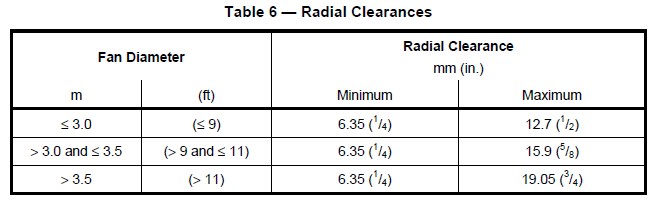 Table 6 — Radial Clearances
Fan Diameter
Radial Clearance
mm (in.)
m (ft) Minimum Maximum
≤ 3.0 (≤ 9) 6.35 (1/4) 12.7 (1/2)
> 3.0 and ≤ 3.5 (> 9 and ≤ 11) 6.35 (1/4) 15.9 (5/8)
> 3.5 (> 11) 6.35 (1/4) 19.05 (3/4)